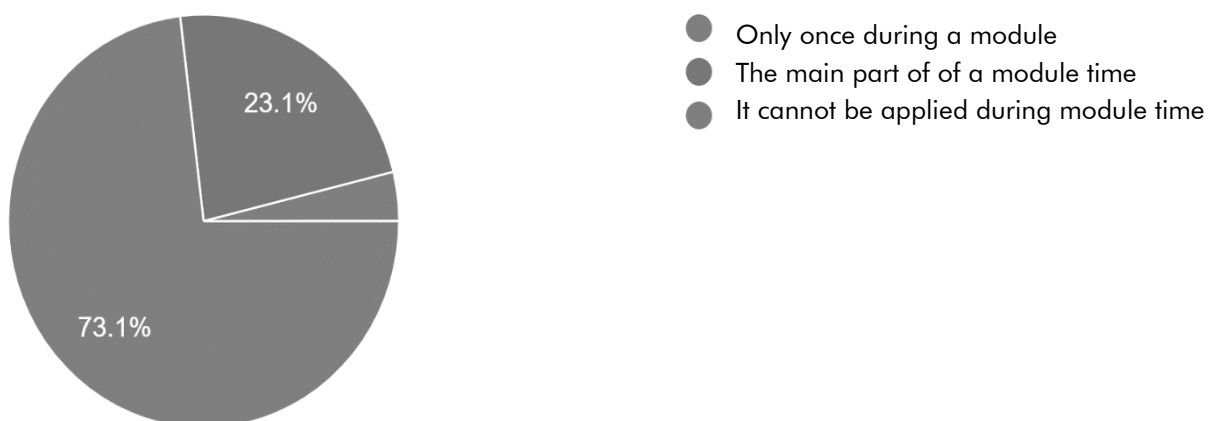 23.1%
73.1%
Only once during a module
The main part of of a module time
It cannot be applied during module time